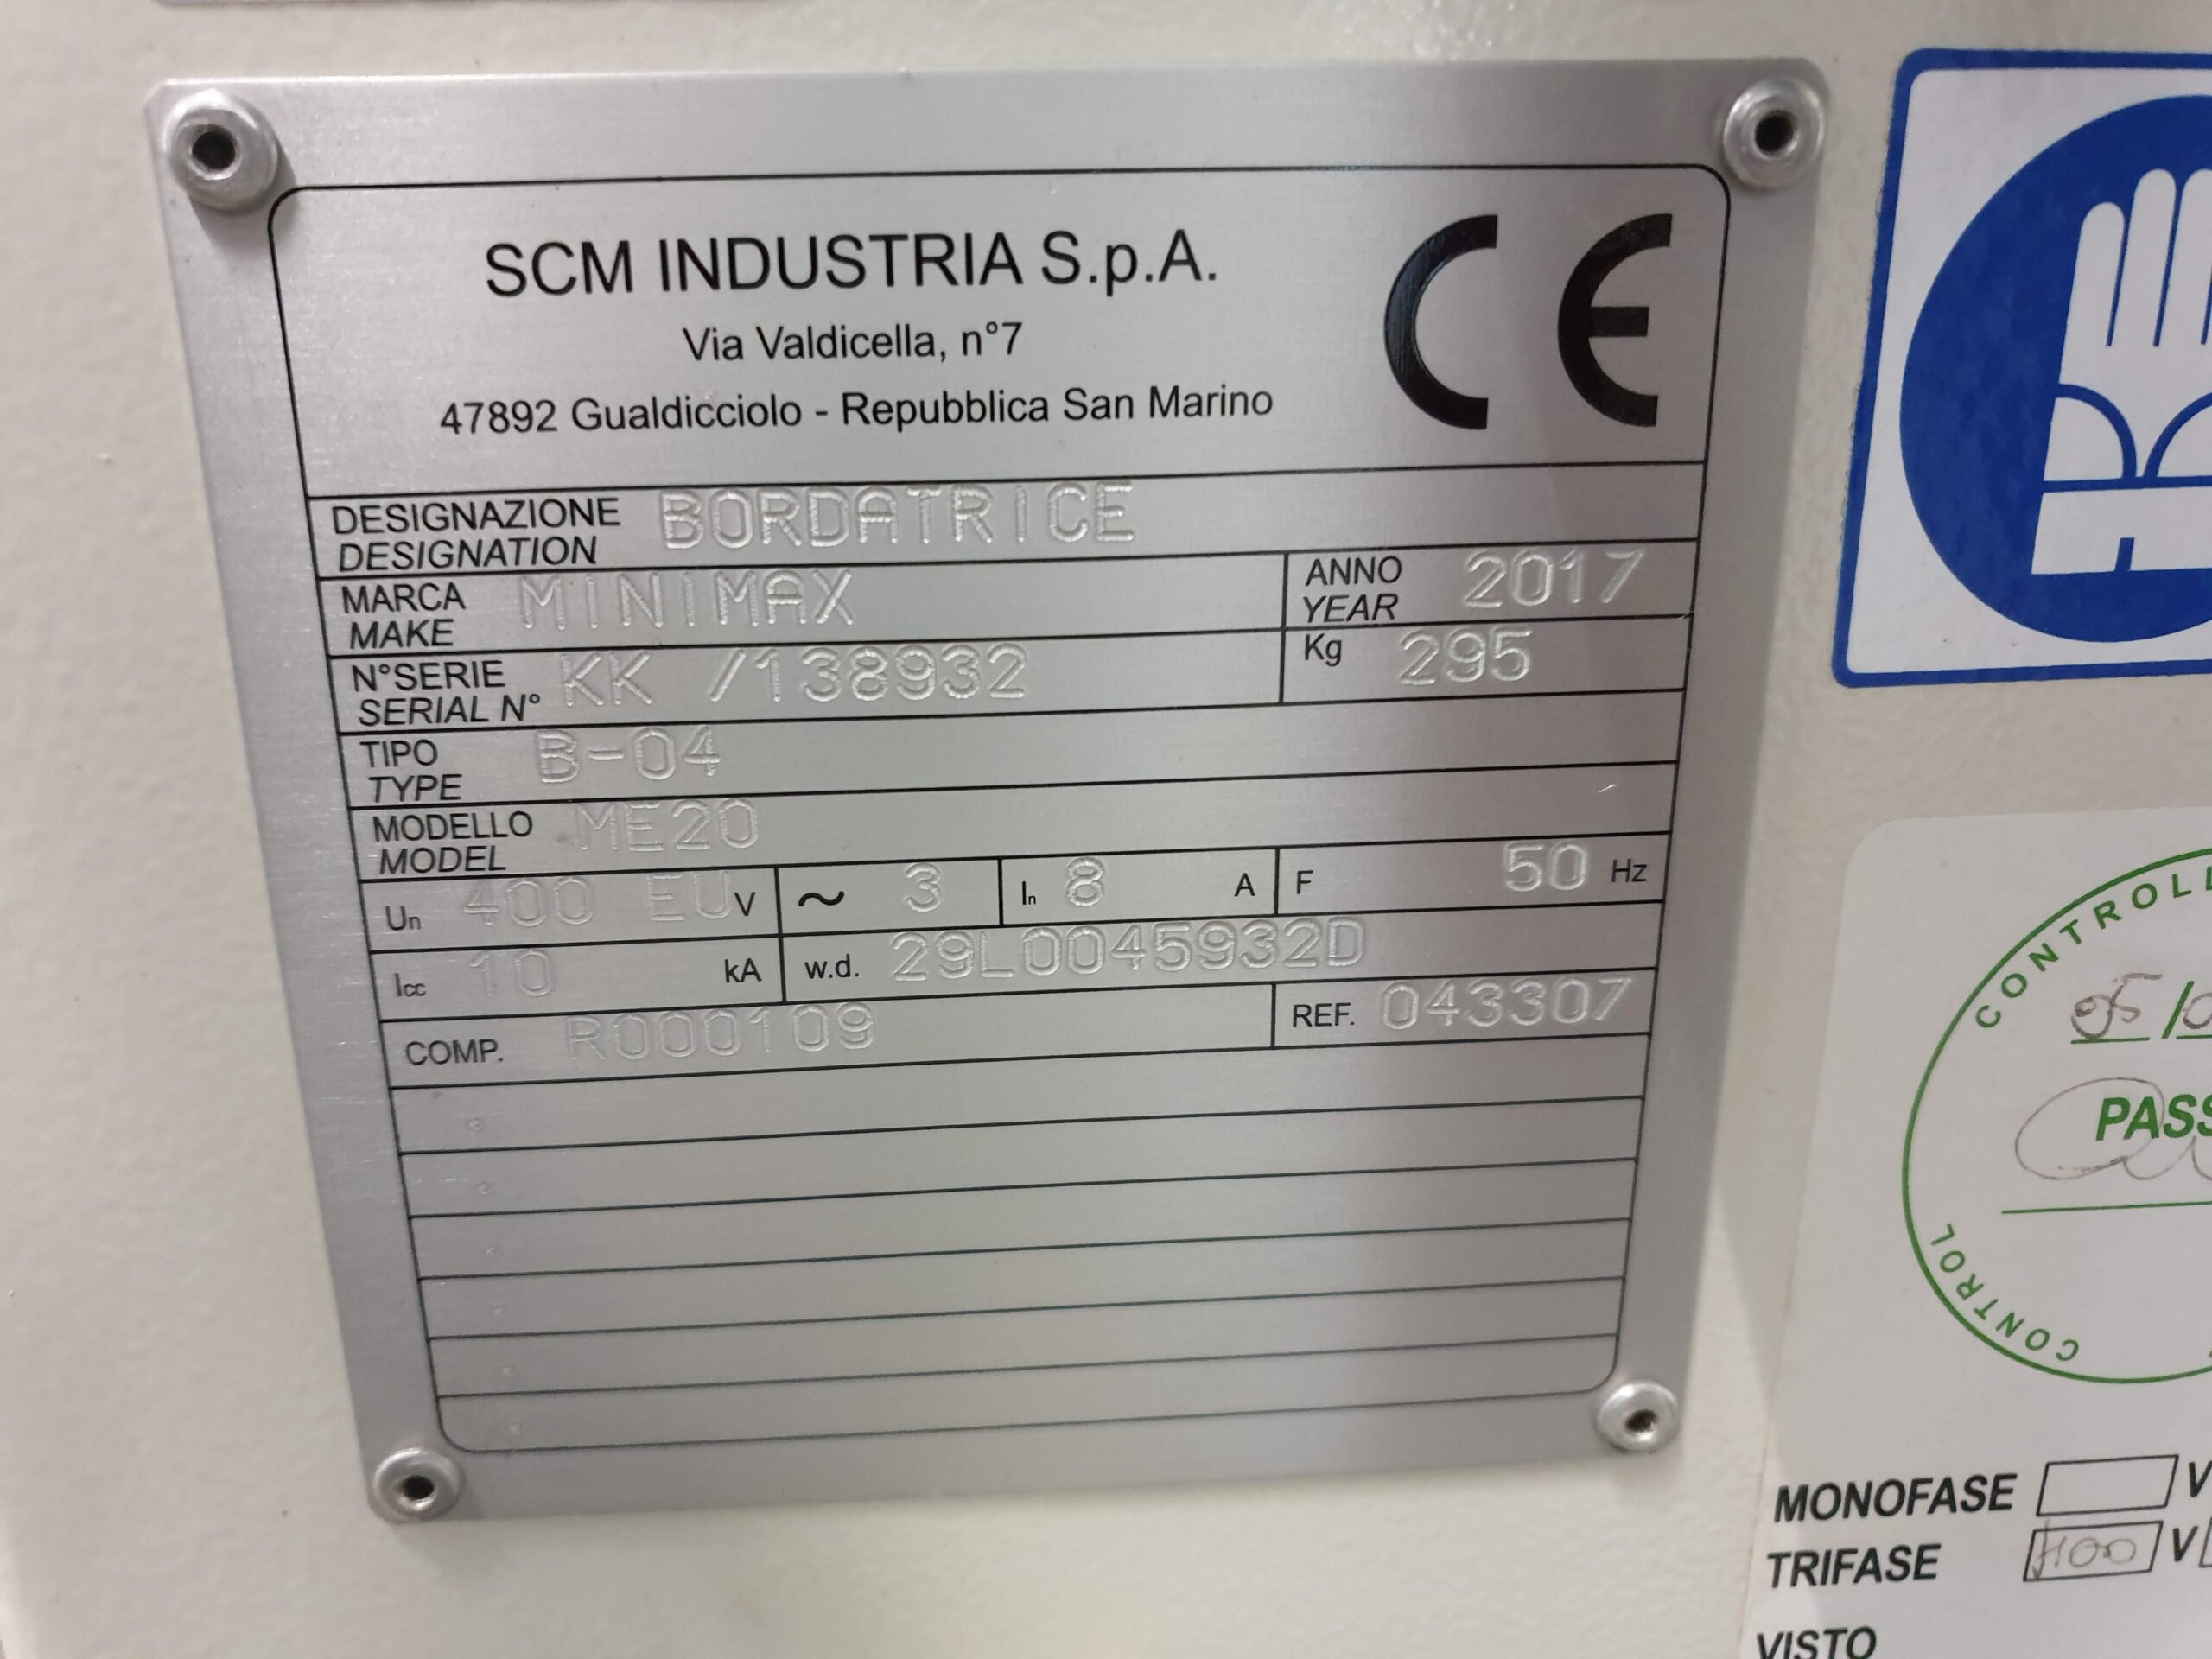 SCM INDUSTRIA S.p.A.
CE
Via Valdicella, n°7
47892 Gualdicciolo - Repubblica San Marino
DESIGNAZIONE BORDATRICE
DESIGNATION
MARCA MINIMAX
MAKE
ANNO 2017
YEAR
N°SERIE KK /138932
SERIAL N°
Kg 295
TIPO B-04
TYPE
MODELLO ME20
MODEL
Un 400 EU V ~ 3 In 8 A F 50 Hz
Icc 10 kA w.d. 29L0045932D
COMP. R000109 REF. 043307
05/0
PASS
CONTROL
MONOFASE V
TRIFASE 400 V
VISTO